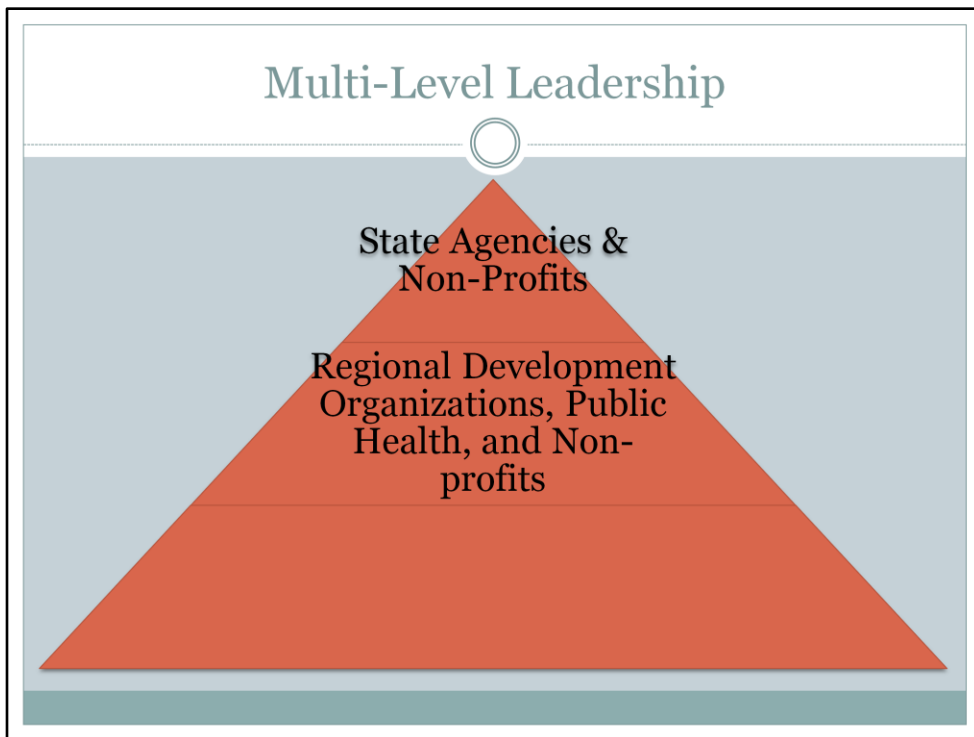 Multi-Level Leadership
State Agencies &
Non-Profits
Regional Development
Organizations, Public
Health, and Non-
profits